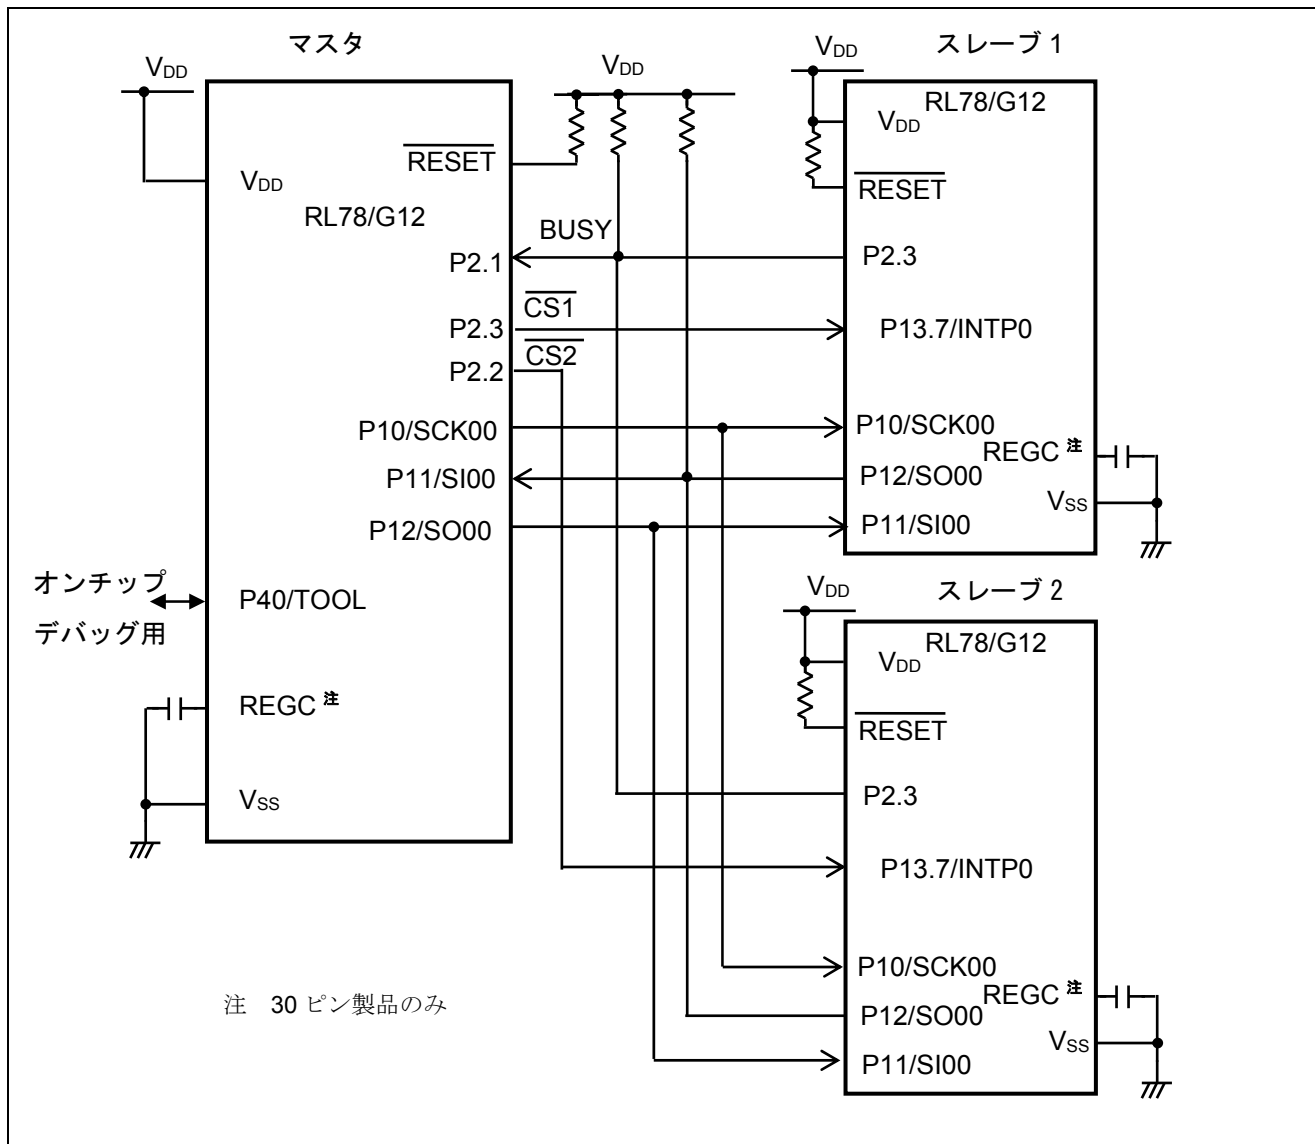 マスタ
VDD
VDD
RL78/G12
RESET
P2.1
P2.3
P2.2
P10/SCK00
P11/SI00
P12/SO00
オンチップ
デバッグ用
P40/TOOL
REGC 注
VSS
VDD
BUSY
CS1
CS2
スレーブ 1
VDD
RL78/G12
VDD
RESET
P2.3
P13.7/INTP0
P10/SCK00
REGC 注
P12/SO00
VSS
P11/SI00
スレーブ 2
VDD
RL78/G12
VDD
RESET
P2.3
P13.7/INTP0
P10/SCK00
REGC 注
P12/SO00
VSS
P11/SI00
注 30 ピン製品のみ